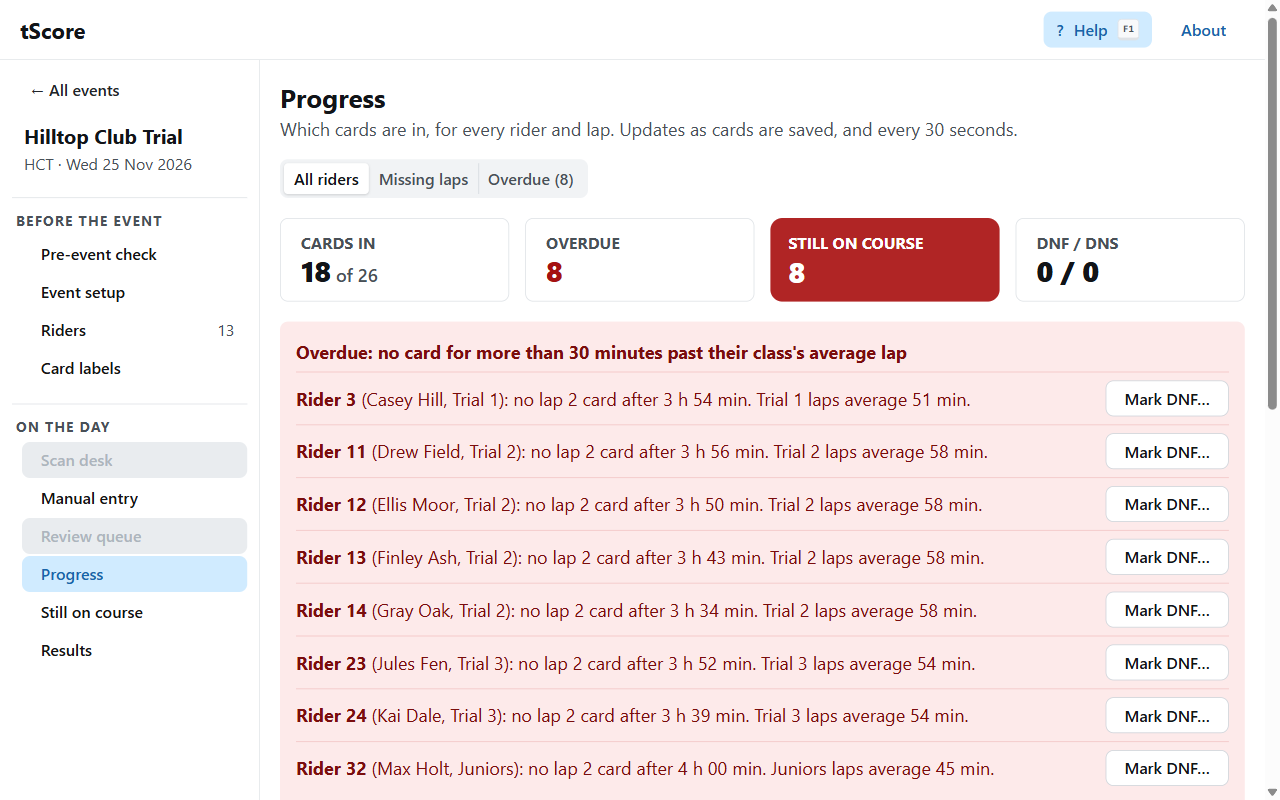 tScore
? Help F1
About
← All events
Hilltop Club Trial
HCT · Wed 25 Nov 2026
BEFORE THE EVENT
Pre-event check
Event setup
Riders 13
Card labels
ON THE DAY
Scan desk
Manual entry
Review queue
Progress
Still on course
Results
Progress
Which cards are in, for every rider and lap. Updates as cards are saved, and every 30 seconds.
All riders Missing laps Overdue (8)
CARDS IN
18 of 26
OVERDUE
8
STILL ON COURSE
8
DNF / DNS
0 / 0
Overdue: no card for more than 30 minutes past their class's average lap
Rider 3 (Casey Hill, Trial 1): no lap 2 card after 3 h 54 min. Trial 1 laps average 51 min. Mark DNF...
Rider 11 (Drew Field, Trial 2): no lap 2 card after 3 h 56 min. Trial 2 laps average 58 min. Mark DNF...
Rider 12 (Ellis Moor, Trial 2): no lap 2 card after 3 h 50 min. Trial 2 laps average 58 min. Mark DNF...
Rider 13 (Finley Ash, Trial 2): no lap 2 card after 3 h 43 min. Trial 2 laps average 58 min. Mark DNF...
Rider 14 (Gray Oak, Trial 2): no lap 2 card after 3 h 34 min. Trial 2 laps average 58 min. Mark DNF...
Rider 23 (Jules Fen, Trial 3): no lap 2 card after 3 h 52 min. Trial 3 laps average 54 min. Mark DNF...
Rider 24 (Kai Dale, Trial 3): no lap 2 card after 3 h 39 min. Trial 3 laps average 54 min. Mark DNF...
Rider 32 (Max Holt, Juniors): no lap 2 card after 4 h 00 min. Juniors laps average 45 min. Mark DNF...